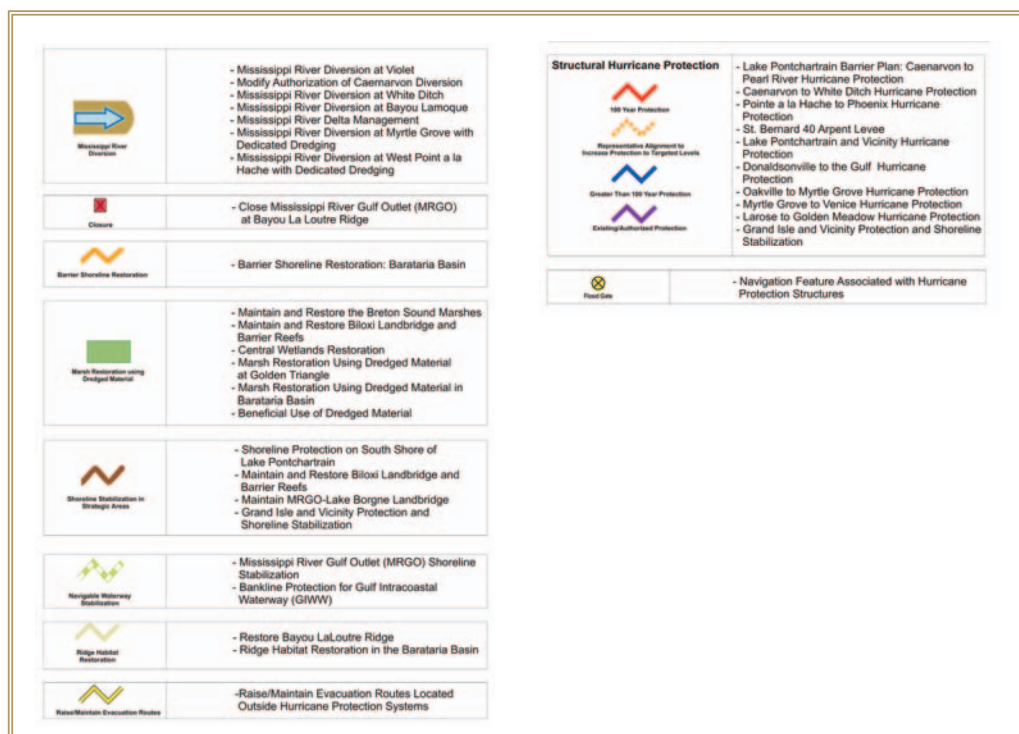 Mississippi River
Diversion
- Mississippi River Diversion at Violet
- Modify Authorization of Caernarvon Diversion
- Mississippi River Diversion at White Ditch
- Mississippi River Diversion at Bayou Lamoque
- Mississippi River Delta Management
- Mississippi River Diversion at Myrtle Grove with
Dedicated Dredging
- Mississippi River Diversion at West Point a la
Hache with Dedicated Dredging
Closure
- Close Mississippi River Gulf Outlet (MRGO)
at Bayou La Loutre Ridge
Barrier Shoreline Restoration
- Barrier Shoreline Restoration: Barataria Basin
Marsh Restoration using
Dredged Material
- Maintain and Restore the Breton Sound Marshes
- Maintain and Restore Biloxi Landbridge and
Barrier Reefs
- Central Wetlands Restoration
- Marsh Restoration Using Dredged Material
at Golden Triangle
- Marsh Restoration Using Dredged Material in
Barataria Basin
- Beneficial Use of Dredged Material
Shoreline Stabilization in
Strategic Areas
- Shoreline Protection on South Shore of
Lake Pontchartrain
- Maintain and Restore Biloxi Landbridge and
Barrier Reefs
- Maintain MRGO-Lake Borgne Landbridge
- Grand Isle and Vicinity Protection and
Shoreline Stabilization
Navigable Waterway
Stabilization
- Mississippi River Gulf Outlet (MRGO) Shoreline
Stabilization
- Bankline Protection for Gulf Intracoastal
Waterway (GIWW)
Ridge Habitat
Restoration
- Restore Bayou LaLoutre Ridge
- Ridge Habitat Restoration in the Barataria Basin
Raise/Maintain Evacuation Routes
-Raise/Maintain Evacuation Routes Located
Outside Hurricane Protection Systems
Structural Hurricane Protection
100 Year Protection
Representative Alignment to
Increase Protection to Targeted Levels
Greater Than 100 Year Protection
Existing/Authorized Protection
- Lake Pontchartrain Barrier Plan: Caenarvon to
Pearl River Hurricane Protection
- Caenarvon to White Ditch Hurricane Protection
- Pointe a la Hache to Phoenix Hurricane
Protection
- St. Bernard 40 Arpent Levee
- Lake Pontchartrain and Vicinity Hurricane
Protection
- Donaldsonville to the Gulf Hurricane
Protection
- Oakville to Myrtle Grove Hurricane Protection
- Myrtle Grove to Venice Hurricane Protection
- Larose to Golden Meadow Hurricane Protection
- Grand Isle and Vicinity Protection and Shoreline
Stabilization
Flood Gate
- Navigation Feature Associated with Hurricane
Protection Structures